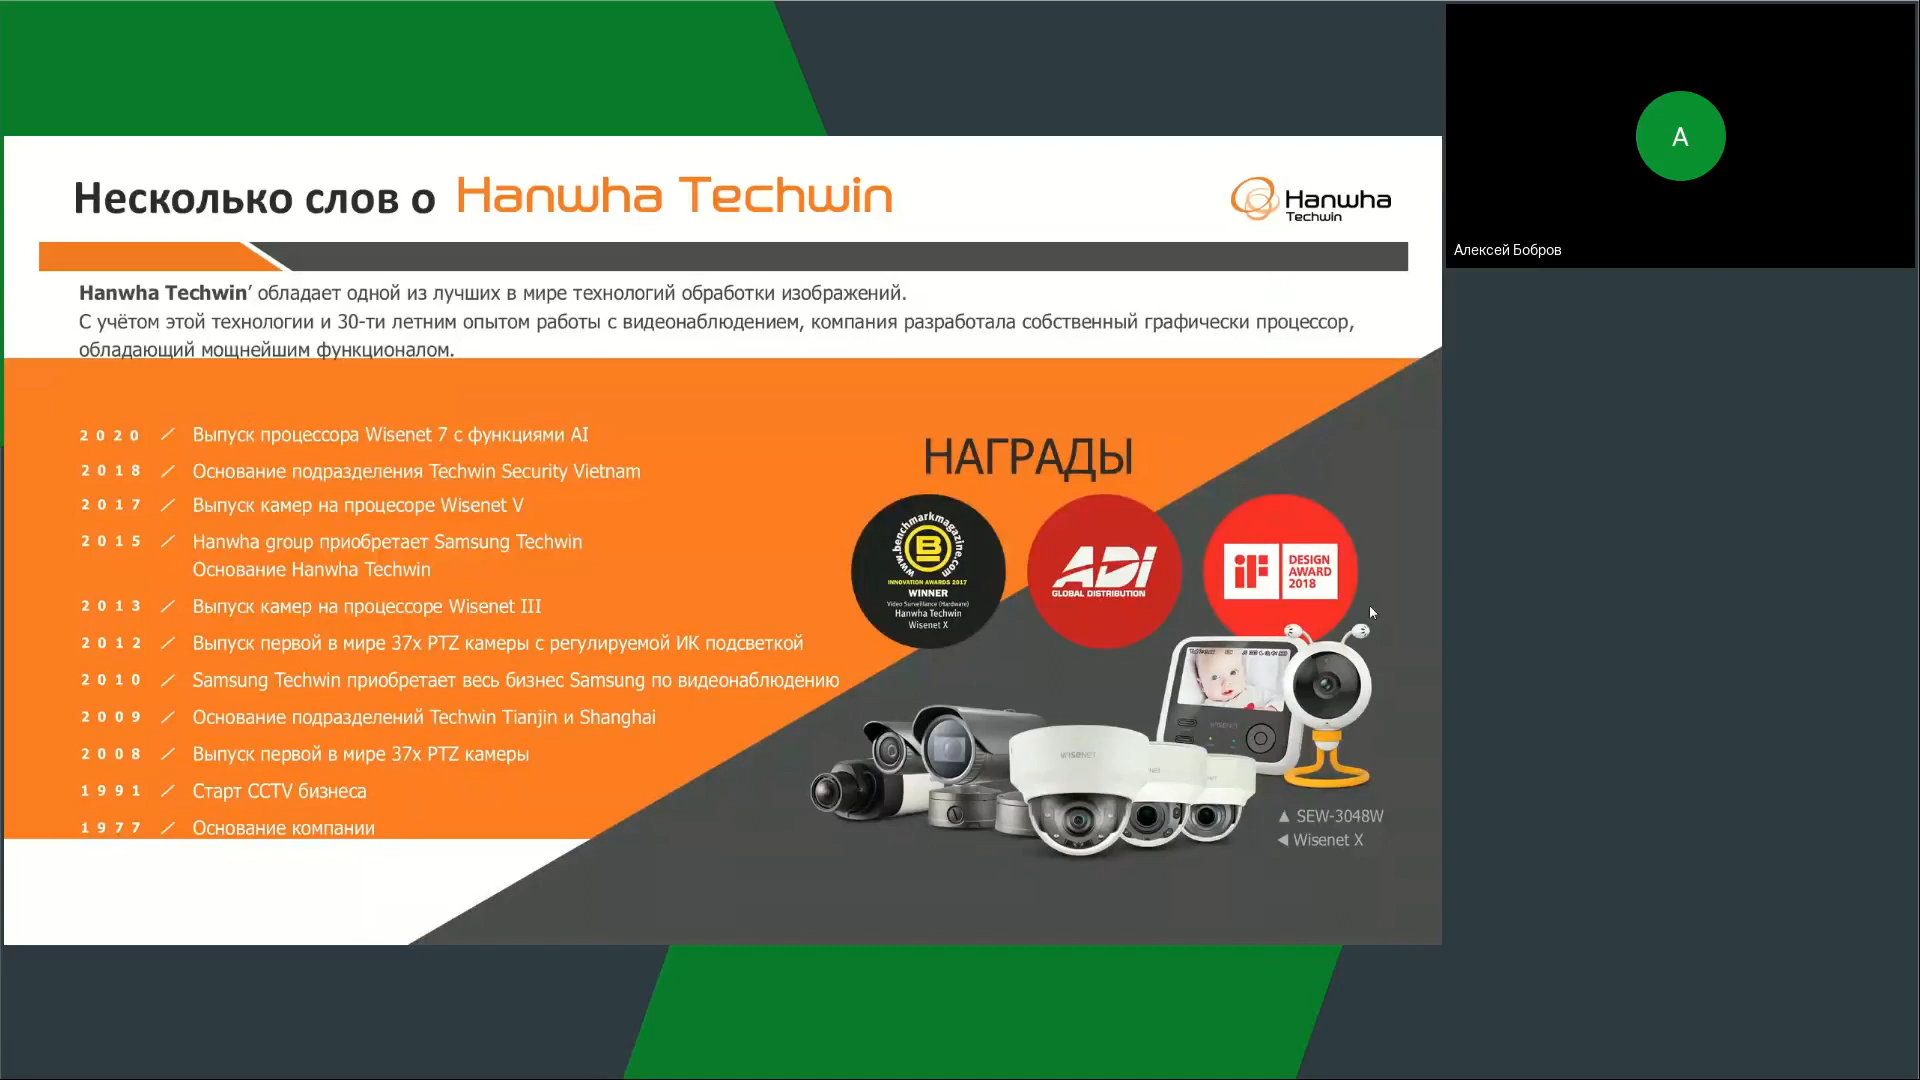 Несколько слов о Hanwha Techwin
Hanwha
Techwin
Hanwha Techwin’ обладает одной из лучших в мире технологий обработки изображений.
С учётом этой технологии и 30-ти летним опытом работы с видеонаблюдением, компания разработала собственный графически процессор,
обладающий мощнейшим функционалом.
2020 / Выпуск процессора Wisenet 7 с функциями AI
2018 / Основание подразделения Techwin Security Vietnam
2017 / Выпуск камер на процесоре Wisenet V
2015 / Hanwha group приобретает Samsung Techwin
Основание Hanwha Techwin
2013 / Выпуск камер на процессоре Wisenet III
2012 / Выпуск первой в мире 37x PTZ камеры с регулируемой ИК подсветкой
2010 / Samsung Techwin приобретает весь бизнес Samsung по видеонаблюдению
2009 / Основание подразделений Techwin Tianjin и Shanghai
2008 / Выпуск первой в мире 37x PTZ камеры
1991 / Старт CCTV бизнеса
1977 / Основание компании
НАГРАДЫ
www.benchmarkmagazine.com
B
INNOVATION AWARDS 2017
WINNER
Video Surveillance (Hardware)
Hanwha Techwin
Wisenet X
ADI
GLOBAL DISTRIBUTION
iF
DESIGN
AWARD
2018
WISENET
WISENET
▲ SEW-3048W
◀ Wisenet X
A
Алексей Бобров